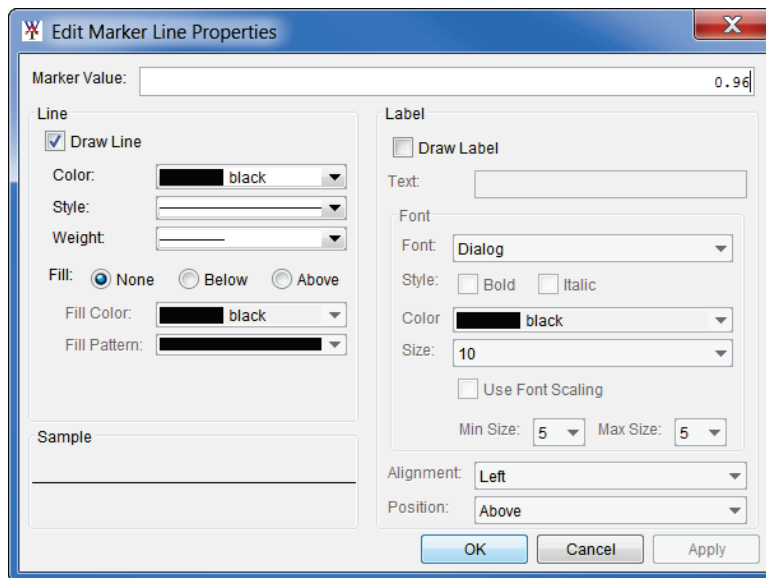 Edit Marker Line Properties
X
Marker Value: 0.96
Line
Draw Line
Color: black
Style:
Weight:
Fill: None Below Above
Fill Color: black
Fill Pattern:
Sample
Label
Draw Label
Text:
Font
Font: Dialog
Style: Bold Italic
Color black
Size: 10
Use Font Scaling
Min Size: 5 Max Size: 5
Alignment: Left
Position: Above
OK Cancel Apply